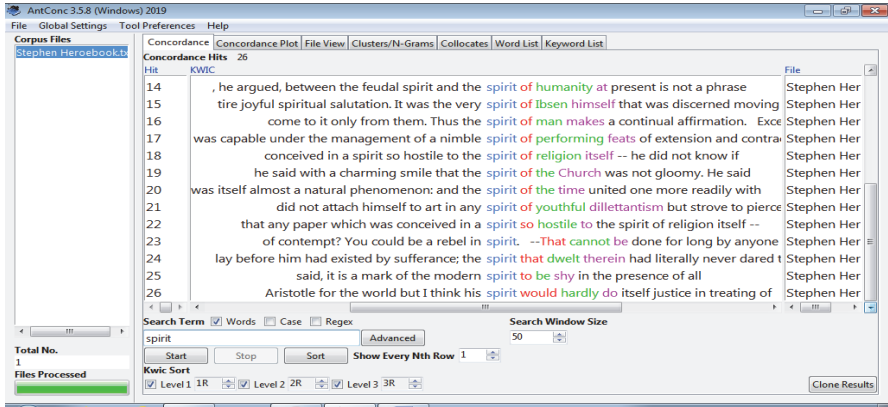 AntConc 3.5.8 (Windows) 2019
File Global Settings Tool Preferences Help
Corpus Files
Stephen Heroebook.tx
Concordance Concordance Plot File View Clusters/N-Grams Collocates Word List Keyword List
Concordance Hits 26
Hit KWIC File
14 , he argued, between the feudal spirit and the spirit of humanity at present is not a phrase Stephen Her
15 tire joyful spiritual salutation. It was the very spirit of Ibsen himself that was discerned moving Stephen Her
16 come to it only from them. Thus the spirit of man makes a continual affirmation. Exce Stephen Her
17 was capable under the management of a nimble spirit of performing feats of extension and contra Stephen Her
18 conceived in a spirit so hostile to the spirit of religion itself -- he did not know if Stephen Her
19 he said with a charming smile that the spirit of the Church was not gloomy. He said Stephen Her
20 was itself almost a natural phenomenon: and the spirit of the time united one more readily with Stephen Her
21 did not attach himself to art in any spirit of youthful dillettantism but strove to pierce Stephen Her
22 that any paper which was conceived in a spirit so hostile to the spirit of religion itself -- Stephen Her
23 of contempt? You could be a rebel in spirit. --That cannot be done for long by anyone Stephen Her
24 lay before him had existed by sufferance; the spirit that dwelt therein had literally never dared t Stephen Her
25 said, it is a mark of the modern spirit to be shy in the presence of all Stephen Her
26 Aristotle for the world but I think his spirit would hardly do itself justice in treating of Stephen Her
Search Term Words Case Regex Search Window Size
spirit Advanced 50
Total No.
1
Files Processed
Start Stop Sort Show Every Nth Row 1
Kwic Sort
Level 1 1R Level 2 2R Level 3 3R Clone Results